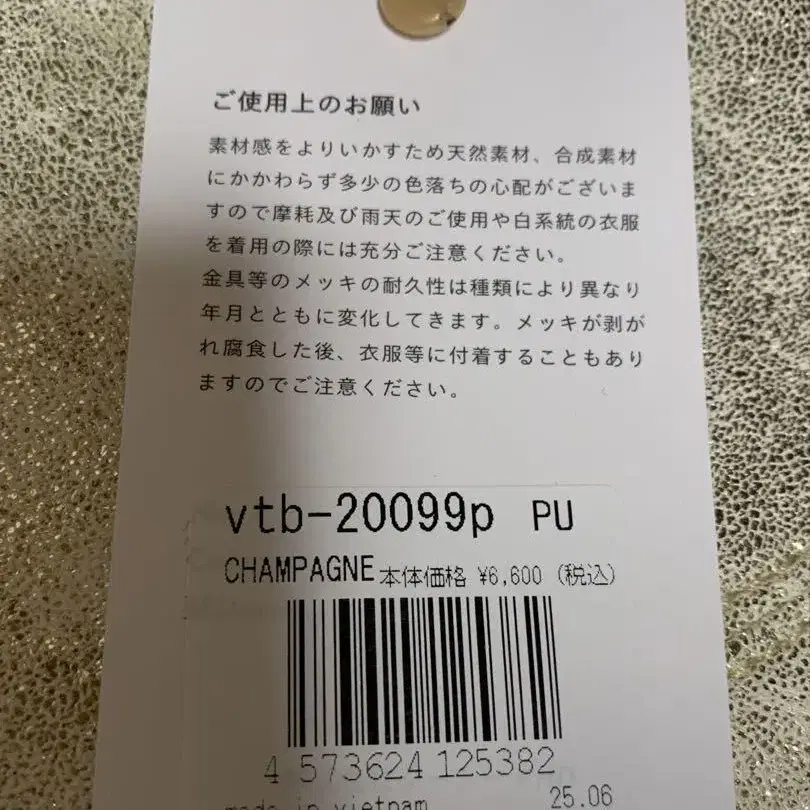 ご使用上のお願い
素材感をよりいかすため天然素材、合成素材
にかかわらず多少の色落ちの心配がございま
すので摩耗及び雨天のご使用や白系統の衣服
を着用の際には充分ご注意ください。
金具等のメッキの耐久性は種類により異なり
年月とともに変化してきます。メッキが剥が
れ腐食した後、衣服等に付着することもあり
ますのでご注意ください。
vtb-20099p PU
CHAMPAGNE 本体価格 ¥6,600 (税込)
4 573624 125382
made in vietnam 25.06